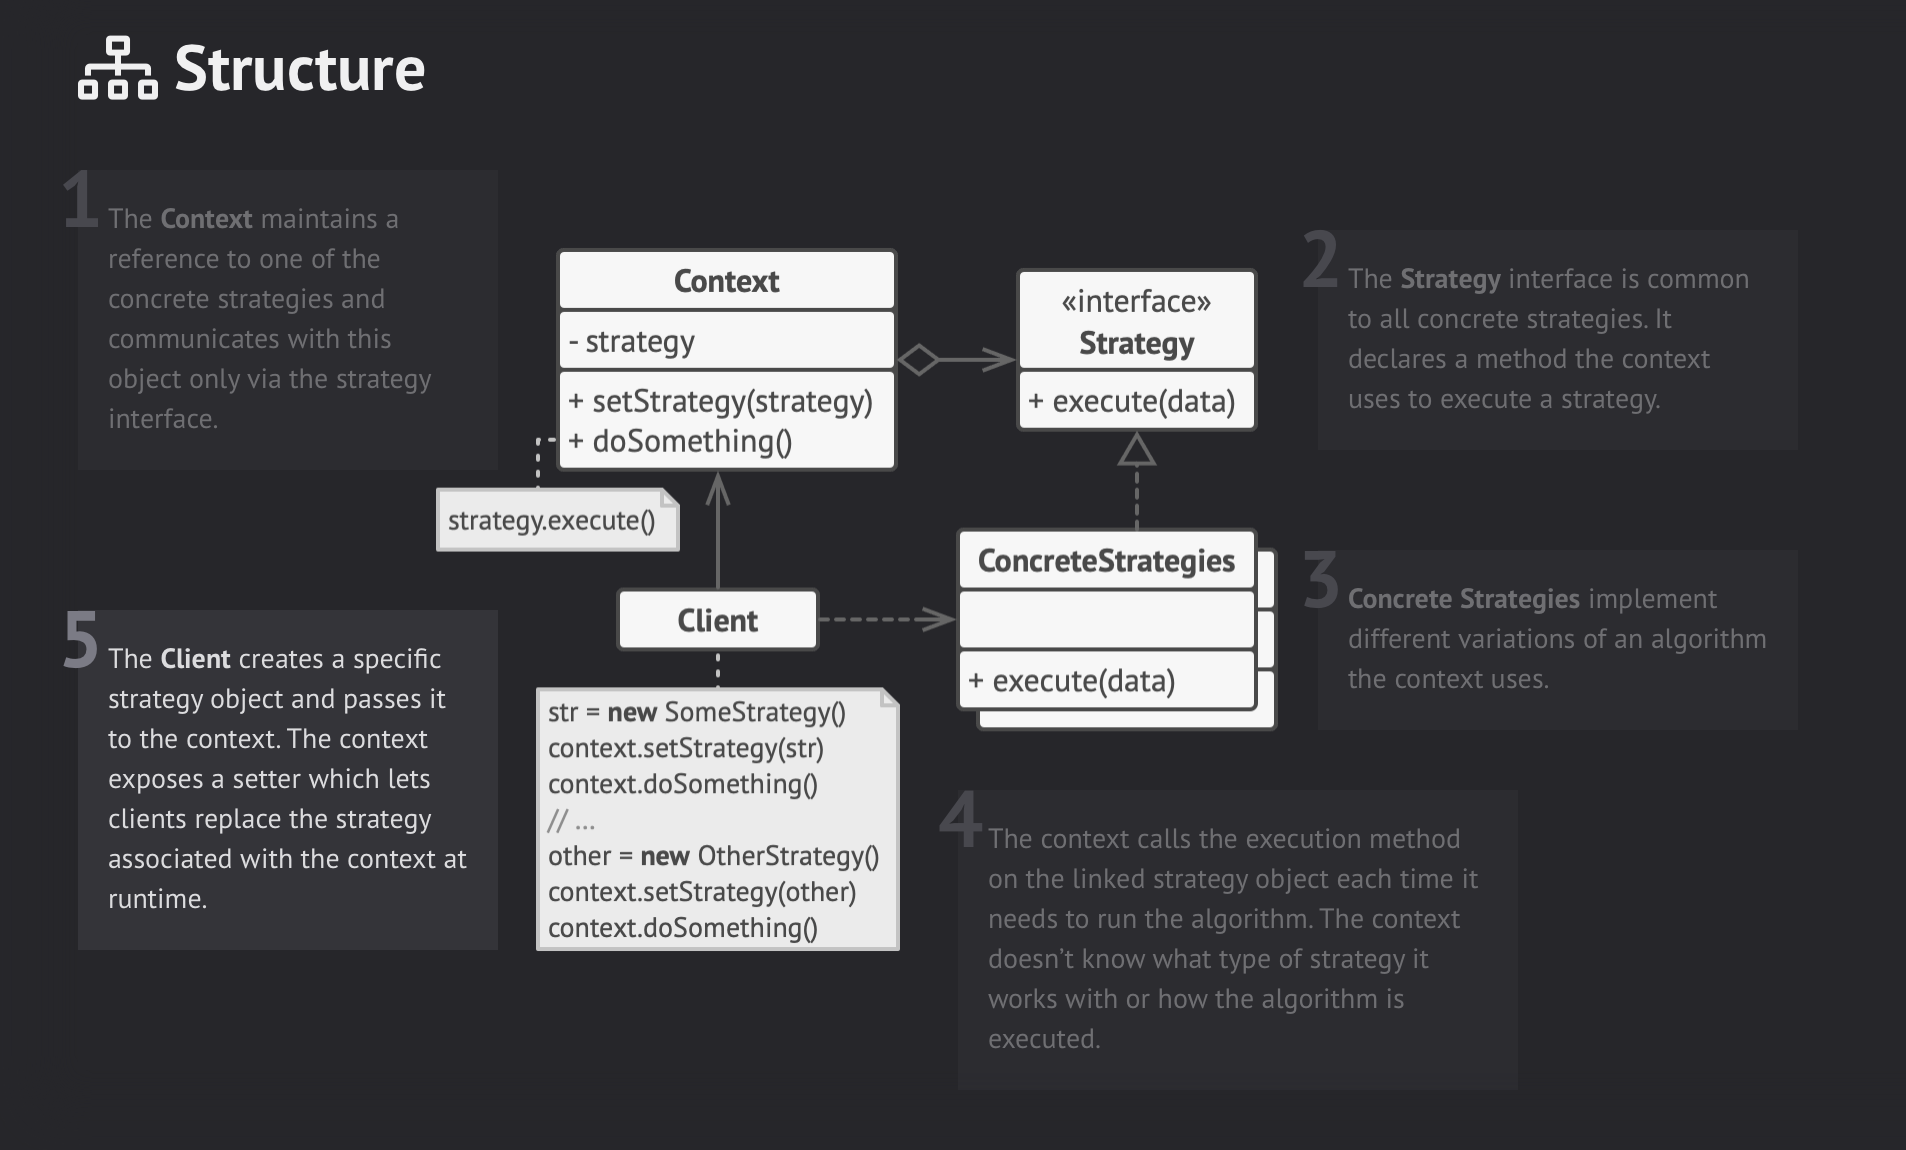 Structure
1
The Context maintains a
reference to one of the
concrete strategies and
communicates with this
object only via the strategy
interface.
Context
- strategy
+ setStrategy(strategy)
+ doSomething()
strategy.execute()
«interface»
Strategy
+ execute(data)
2
The Strategy interface is common
to all concrete strategies. It
declares a method the context
uses to execute a strategy.
ConcreteStrategies
+ execute(data)
3
Concrete Strategies implement
different variations of an algorithm
the context uses.
Client
str = new SomeStrategy()
context.setStrategy(str)
context.doSomething()
// ...
other = new OtherStrategy()
context.setStrategy(other)
context.doSomething()
4
The context calls the execution method
on the linked strategy object each time it
needs to run the algorithm. The context
doesn’t know what type of strategy it
works with or how the algorithm is
executed.
5
The Client creates a specific
strategy object and passes it
to the context. The context
exposes a setter which lets
clients replace the strategy
associated with the context at
runtime.